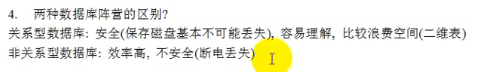 4. 两种数据库阵营的区别?
关系型数据库: 安全(保存磁盘基本不可能丢失), 容易理解, 比较浪费空间(二维表)
非关系型数据库: 效率高, 不安全(断电丢失)